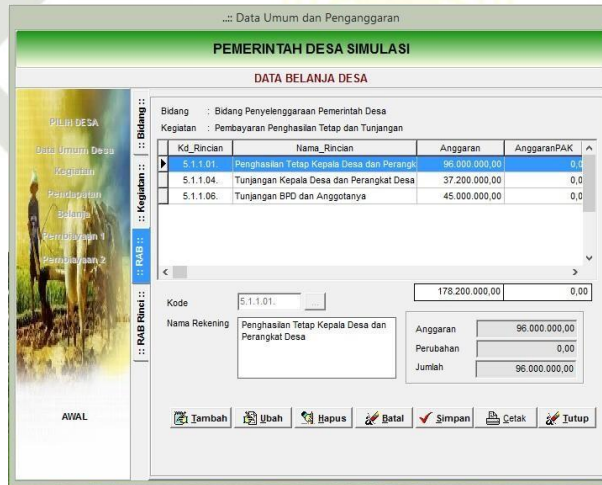 ..:: Data Umum dan Penganggaran
PEMERINTAH DESA SIMULASI
DATA BELANJA DESA
PILIH DESA
Data Umum Desa
Kegiatan
Pendapatan
Belanja
Pembiayaan 1
Pembiayaan 2
AWAL
:: Bidang ::
:: Kegiatan ::
:: RAB ::
:: RAB Rinci ::
Bidang : Bidang Penyelenggaraan Pemerintah Desa
Kegiatan : Pembayaran Penghasilan Tetap dan Tunjangan
Kd_Rincian Nama_Rincian Anggaran AnggaranPAK
5.1.1.01. Penghasilan Tetap Kepala Desa dan Perangk 96.000.000,00 0,0
5.1.1.04. Tunjangan Kepala Desa dan Perangkat Desa 37.200.000,00 0,0
5.1.1.06. Tunjangan BPD dan Anggotanya 45.000.000,00 0,0
178.200.000,00 0,00
Kode 5.1.1.01. ...
Nama Rekening Penghasilan Tetap Kepala Desa dan
Perangkat Desa
Anggaran 96.000.000,00
Perubahan 0,00
Jumlah 96.000.000,00
Tambah Ubah Hapus Batal Simpan Cetak Tutup